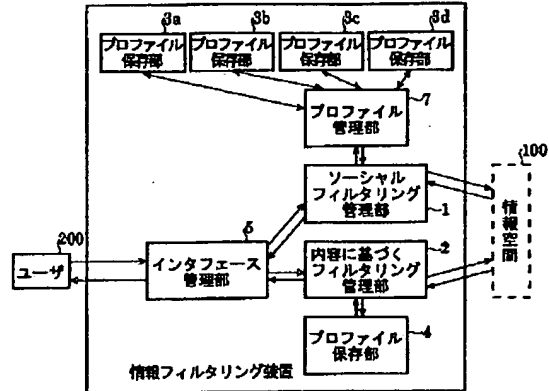 3a 3b 3c 3d
プロファイル プロファイル プロファイル プロファイル
保存部 保存部 保存部 保存部
7
プロファイル
管理部
100
ソーシャル
フィルタリング
管理部
1
情報空間
200
5
2
ユーザ
インタフェース
管理部
内容に基づく
フィルタリング
管理部
プロファイル
保存部
4
情報フィルタリング装置